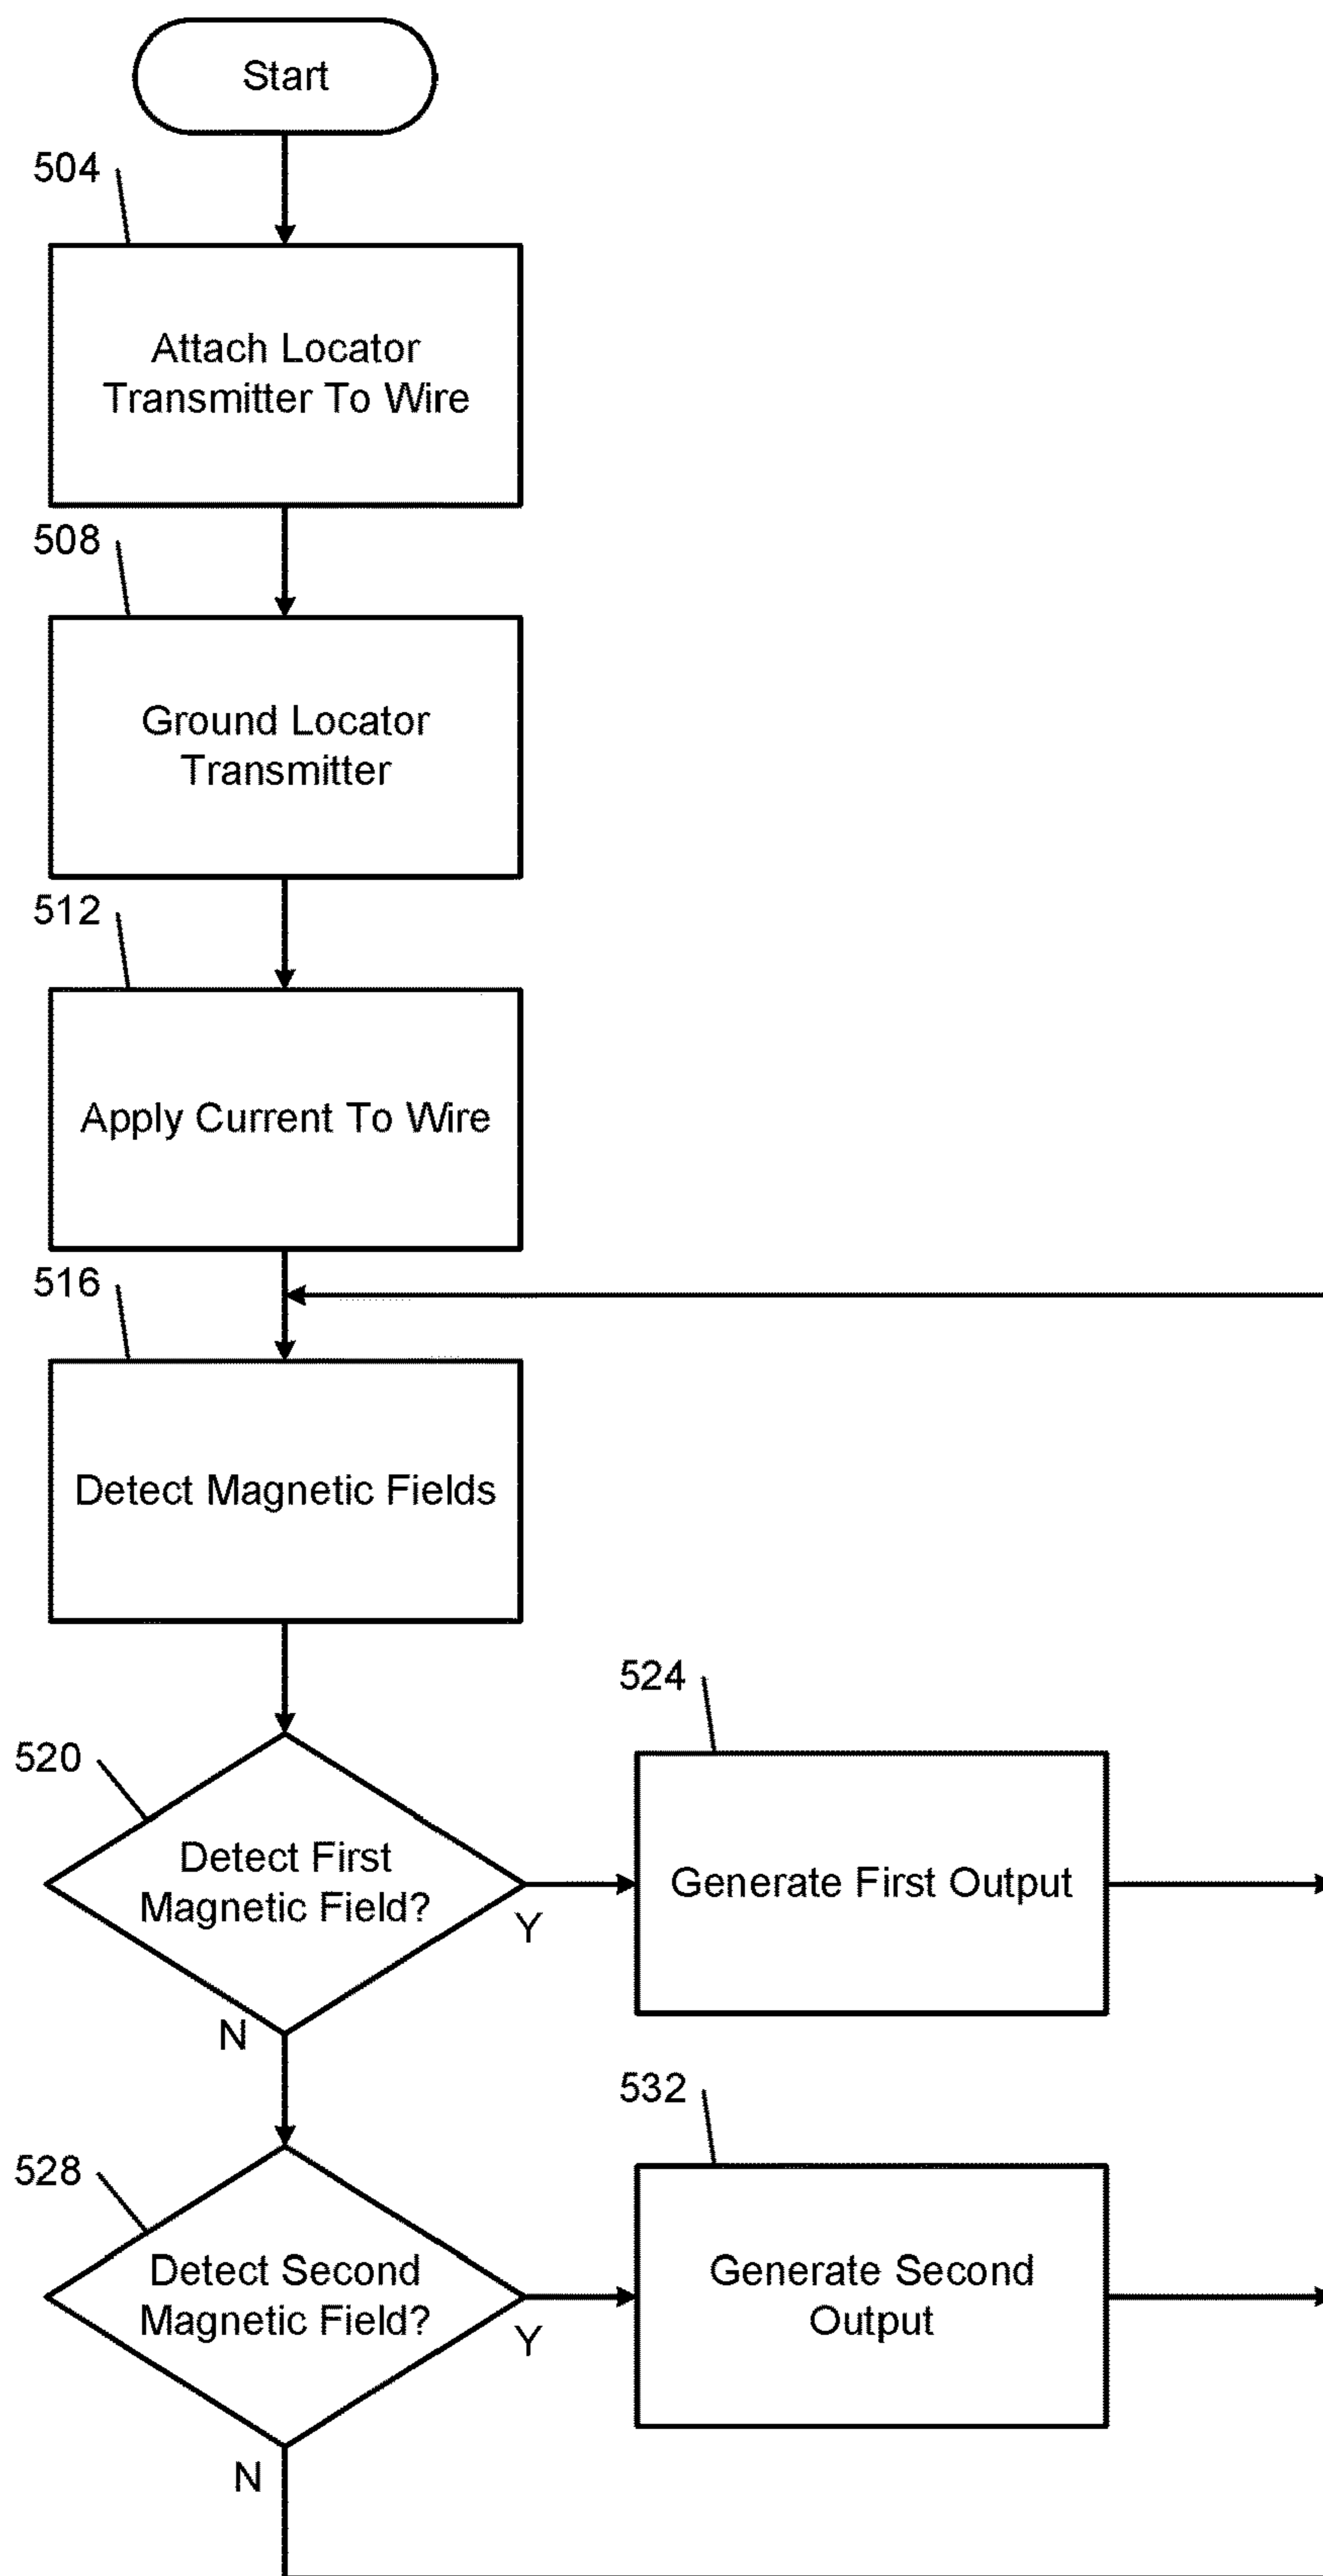 Start
504
Attach Locator
Transmitter To Wire
508
Ground Locator
Transmitter
512
Apply Current To Wire
516
Detect Magnetic Fields
524
520
Detect First
Magnetic Field?
Y
Generate First Output
N
532
528
Detect Second
Magnetic Field?
Y
Generate Second
Output
N